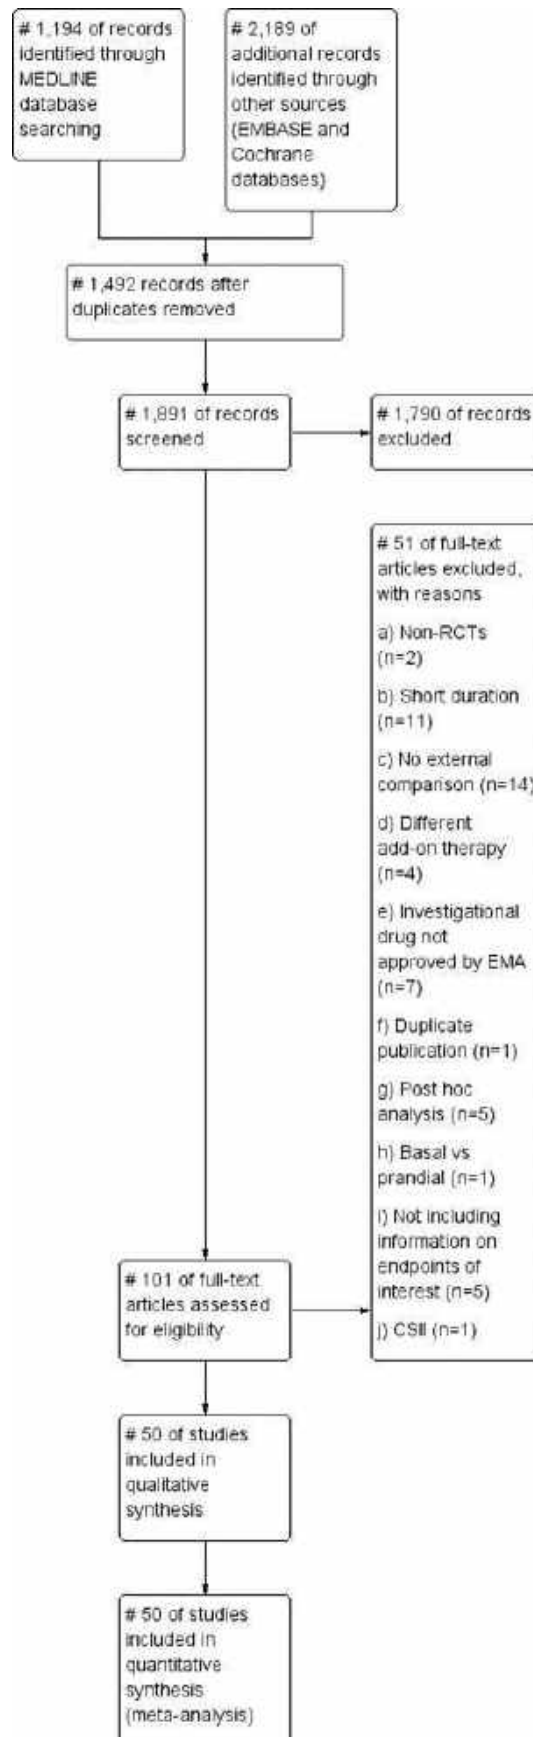 # 1,194 of records
identified through
MEDLINE
database
searching
# 2,189 of
additional records
identified through
other sources
(EMBASE and
Cochrane
databases)
# 1,492 records after
duplicates removed
# 1,891 of records
screened
# 1,790 of records
excluded
# 51 of full-text
articles excluded,
with reasons
a) Non-RCTs
(n=2)
b) Short duration
(n=11)
c) No external
comparison (n=14)
d) Different
add-on therapy
(n=4)
e) Investigational
drug not
approved by EMA
(n=7)
f) Duplicate
publication (n=1)
g) Post hoc
analysis (n=5)
h) Basal vs
prandial (n=1)
i) Not including
information on
endpoints of
interest (n=5)
j) CSII (n=1)
# 101 of full-text
articles assessed
for eligibility
# 50 of studies
included in
qualitative
synthesis
# 50 of studies
included in
quantitative
synthesis
(meta-analysis)